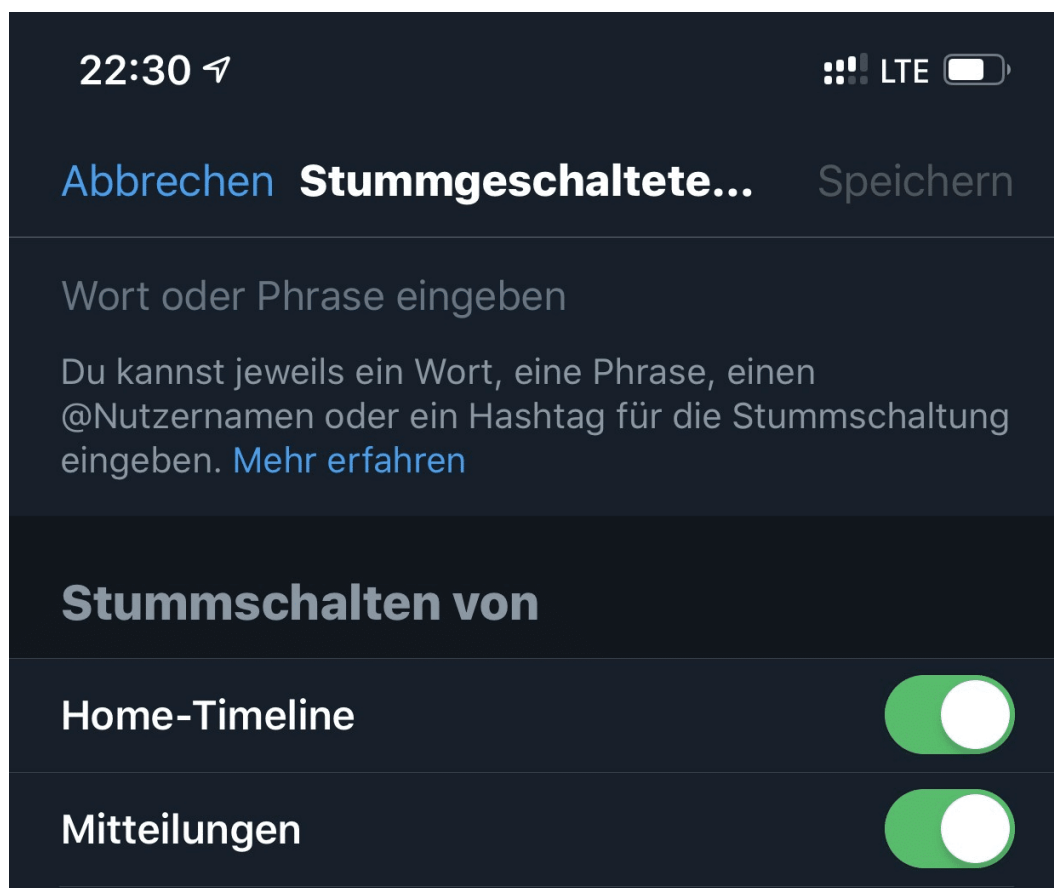 22:30 LTE
Abbrechen Stummgeschaltete... Speichern
Wort oder Phrase eingeben
Du kannst jeweils ein Wort, eine Phrase, einen
@Nutzernamen oder ein Hashtag für die Stummschaltung
eingeben. Mehr erfahren
Stummschalten von
Home-Timeline
Mitteilungen